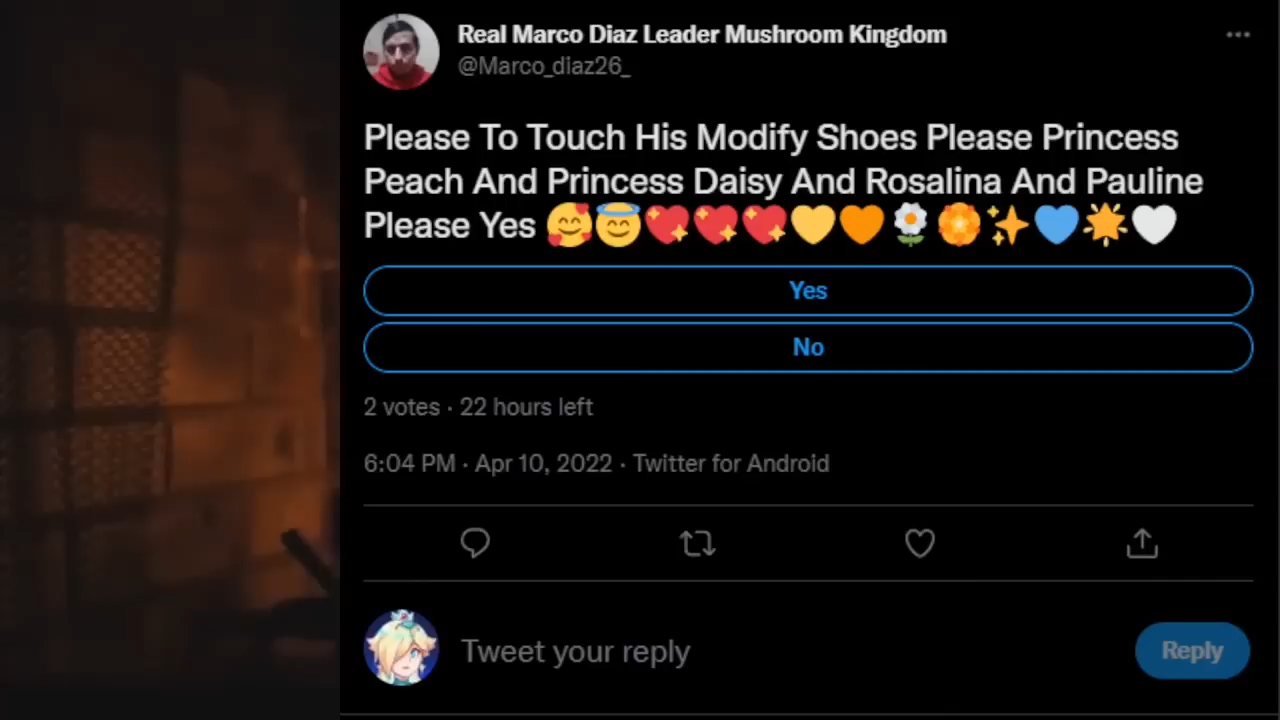 Real Marco Diaz Leader Mushroom Kingdom
@Marco_diaz26_
Please To Touch His Modify Shoes Please Princess
Peach And Princess Daisy And Rosalina And Pauline
Please Yes 🥰😇💖💖💖💛🧡🌼🏵️✨💙🌟🤍
Yes
No
2 votes · 22 hours left
6:04 PM · Apr 10, 2022 · Twitter for Android
Tweet your reply
Reply